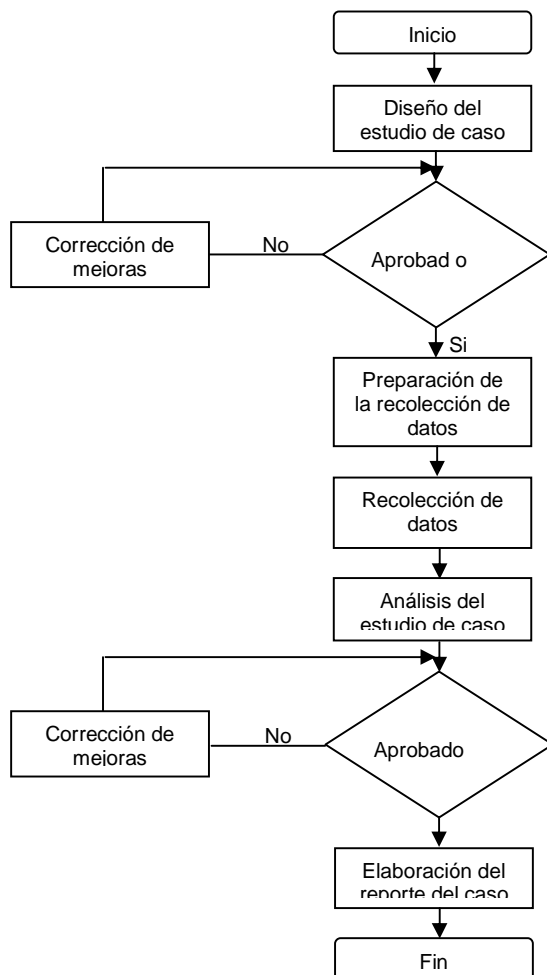 Inicio
Diseño del
estudio de caso
Corrección de
mejoras
No
Aprobad o
Si
Preparación de
la recolección de
datos
Recolección de
datos
Análisis del
estudio de caso
Corrección de
mejoras
No
Aprobado
Elaboración del
reporte del caso
Fin